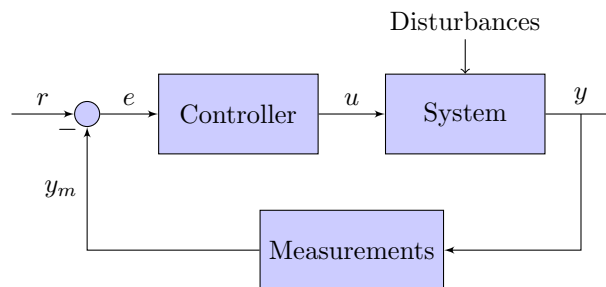 Disturbances
r
e
Controller
u
System
y
−
y_m
Measurements